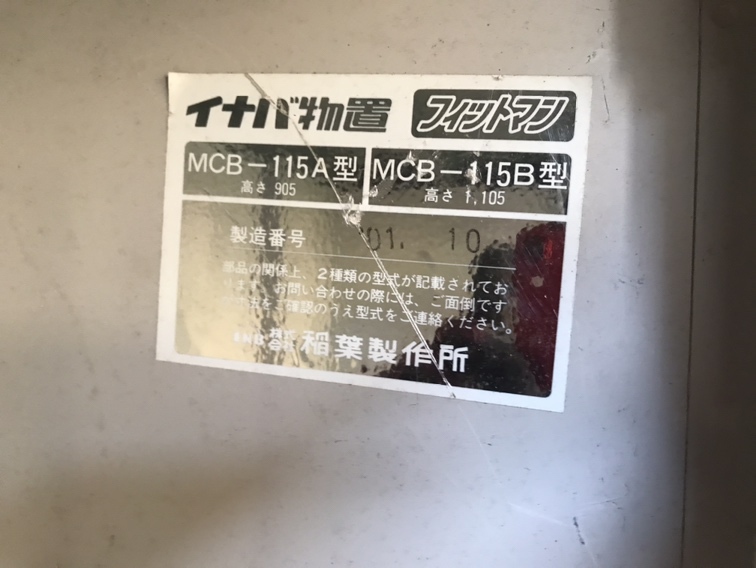 イナバ物置 フィットマン
MCB-115A型 MCB-115B型
高さ 905 高さ 1,105
製造番号 01. 10
部品の関係上、2種類の型式が記載されてお
ります。お問い合わせの際には、ご面倒です
をご確認のうえ型式をご連絡ください。
株式会社 稲葉製作所